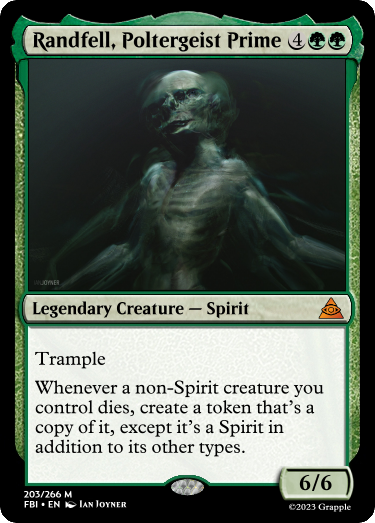 Randfell, Poltergeist Prime 4
JOYNER
Legendary Creature — Spirit
Trample
Whenever a non-Spirit creature you
control dies, create a token that's a
copy of it, except it's a Spirit in
addition to its other types.
6/6
203/266 M
FBI • EN Ian Joyner
©2023 Grapple